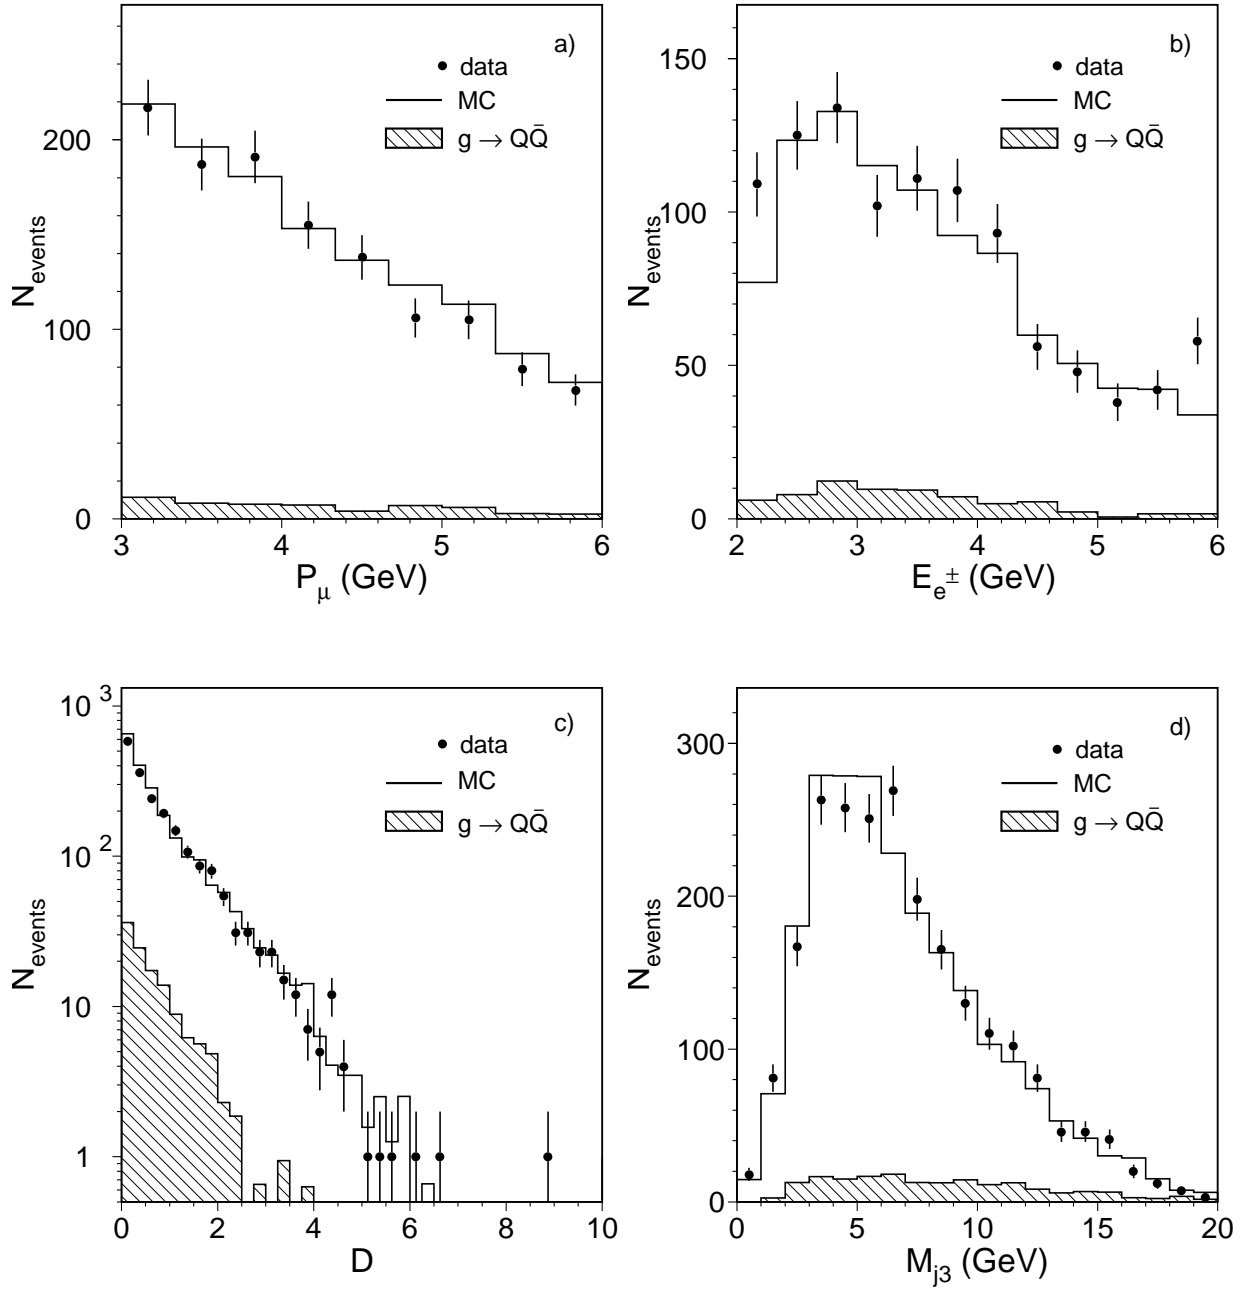 a)
data
MC
g → QQ̄
200
100
0
N_events
3 4 5 6
P_μ (GeV)
b)
data
MC
g → QQ̄
150
100
50
0
N_events
2 3 4 5 6
E_e± (GeV)
c)
data
MC
g → QQ̄
10³
10²
10
1
N_events
0 2 4 6 8 10
D
d)
data
MC
g → QQ̄
300
200
100
0
N_events
0 5 10 15 20
M_j3 (GeV)